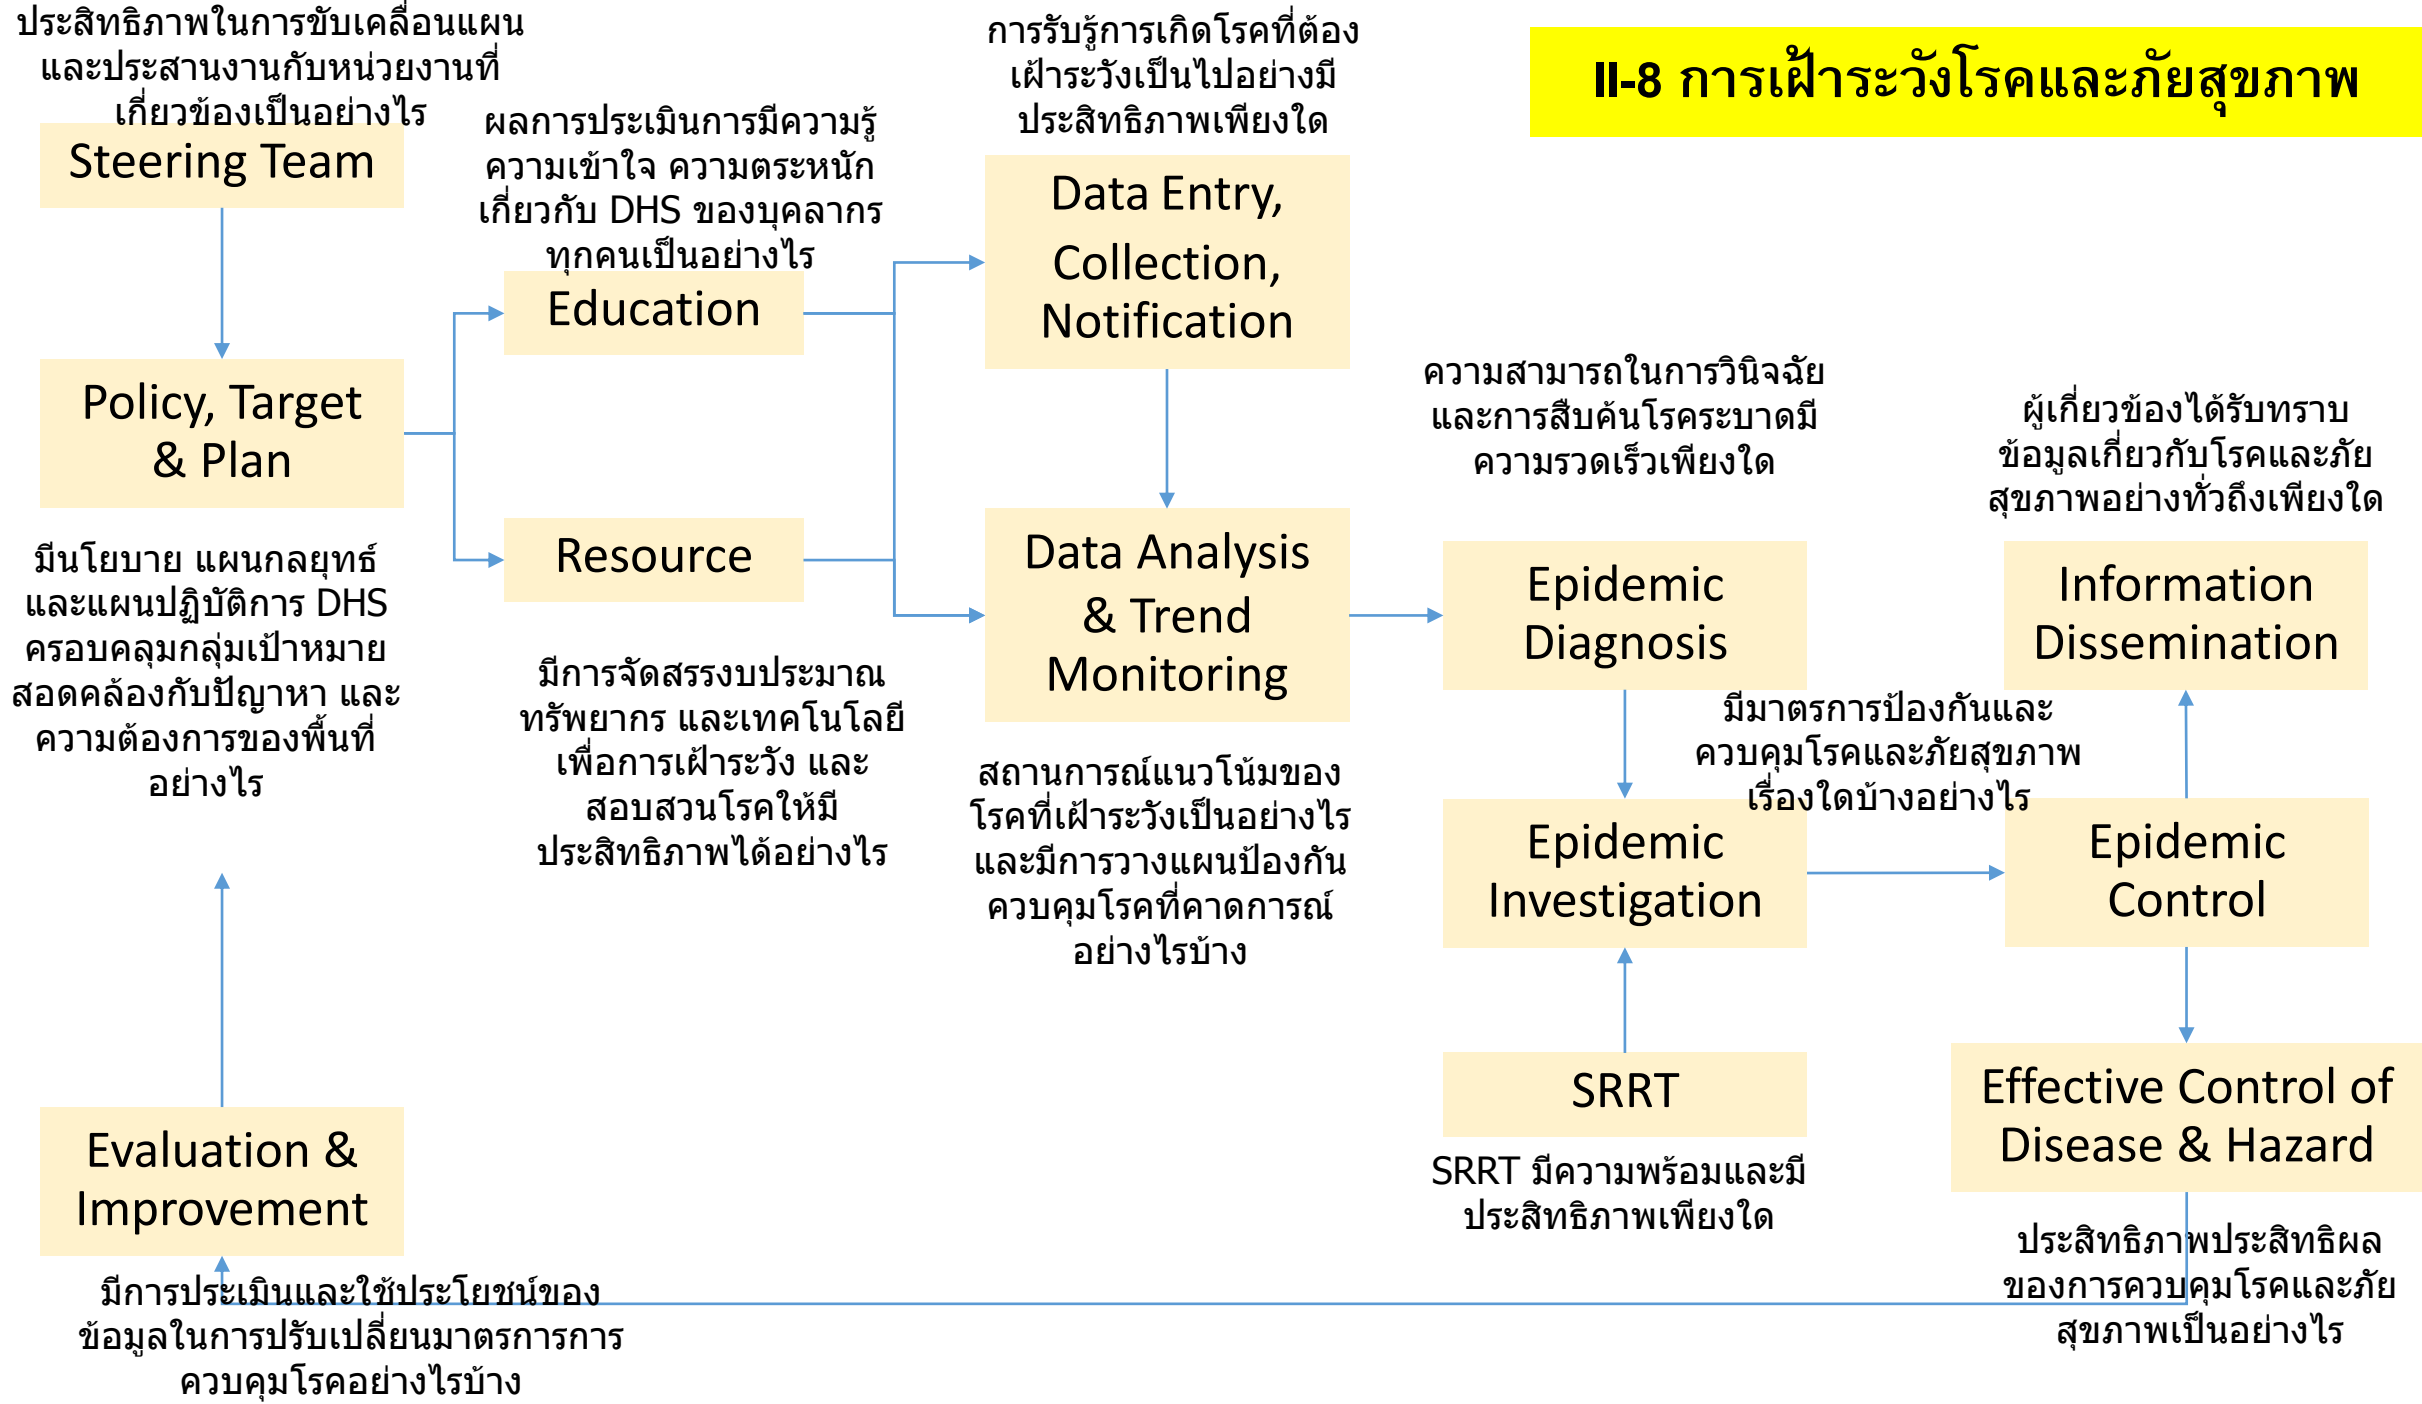 II-8 การเฝ้าระวังโรคและภัยสุขภาพ
ประสิทธิภาพในการขับเคลื่อนแผน
และประสานงานกับหน่วยงานที่
เกี่ยวข้องเป็นอย่างไร
Steering Team
Policy, Target
& Plan
มีนโยบาย แผนกลยุทธ์
และแผนปฏิบัติการ DHS
ครอบคลุมกลุ่มเป้าหมาย
สอดคล้องกับปัญาหา และ
ความต้องการของพื้นที่
อย่างไร
ผลการประเมินการมีความรู้
ความเข้าใจ ความตระหนัก
เกี่ยวกับ DHS ของบุคลากร
ทุกคนเป็นอย่างไร
Education
Resource
มีการจัดสรรงบประมาณ
ทรัพยากร และเทคโนโลยี
เพื่อการเฝ้าระวัง และ
สอบสวนโรคให้มี
ประสิทธิภาพได้อย่างไร
การรับรู้การเกิดโรคที่ต้อง
เฝ้าระวังเป็นไปอย่างมี
ประสิทธิภาพเพียงใด
Data Entry,
Collection,
Notification
Data Analysis
& Trend
Monitoring
สถานการณ์แนวโน้มของ
โรคที่เฝ้าระวังเป็นอย่างไร
และมีการวางแผนป้องกัน
ควบคุมโรคที่คาดการณ์
อย่างไรบ้าง
ความสามารถในการวินิจฉัย
และการสืบค้นโรคระบาดมี
ความรวดเร็วเพียงใด
Epidemic
Diagnosis
Epidemic
Investigation
SRRT
SRRT มีความพร้อมและมี
ประสิทธิภาพเพียงใด
ผู้เกี่ยวข้องได้รับทราบ
ข้อมูลเกี่ยวกับโรคและภัย
สุขภาพอย่างทั่วถึงเพียงใด
Information
Dissemination
มีมาตรการป้องกันและ
ควบคุมโรคและภัยสุขภาพ
เรื่องใดบ้างอย่างไร
Epidemic
Control
Effective Control of
Disease & Hazard
ประสิทธิภาพประสิทธิผล
ของการควบคุมโรคและภัย
สุขภาพเป็นอย่างไร
Evaluation &
Improvement
มีการประเมินและใช้ประโยชน์ของ
ข้อมูลในการปรับเปลี่ยนมาตรการการ
ควบคุมโรคอย่างไรบ้าง